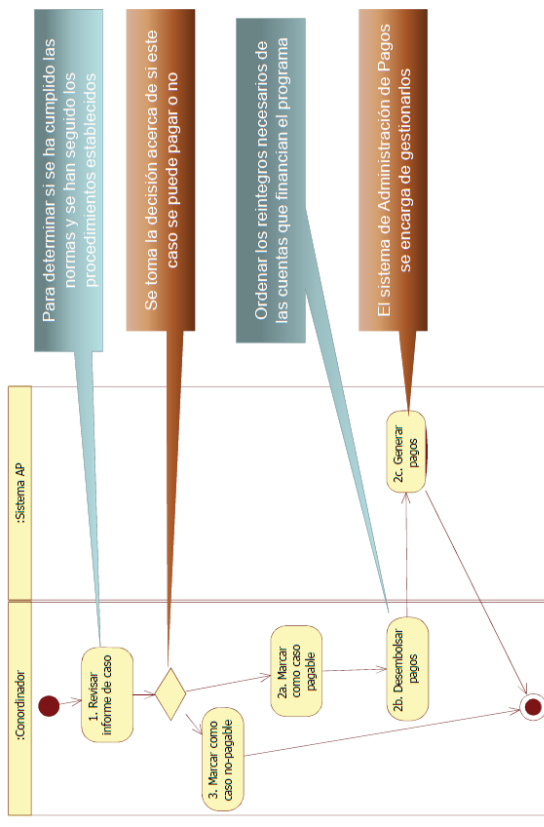 :Conordinador
:Sistema AP
1. Revisar
informe de caso
3. Marcar como
caso no-pagable
2a. Marcar
como caso
pagable
2b. Desembolsar
pagos
2c. Generar
pagos
Para determinar si se ha cumplido las
normas y se han seguido los
procedimientos establecidos
Se toma la decisión acerca de si este
caso se puede pagar o no
Ordenar los reintegros necesarios de
las cuentas que financian el programa
El sistema de Administración de Pagos
se encarga de gestionarlos